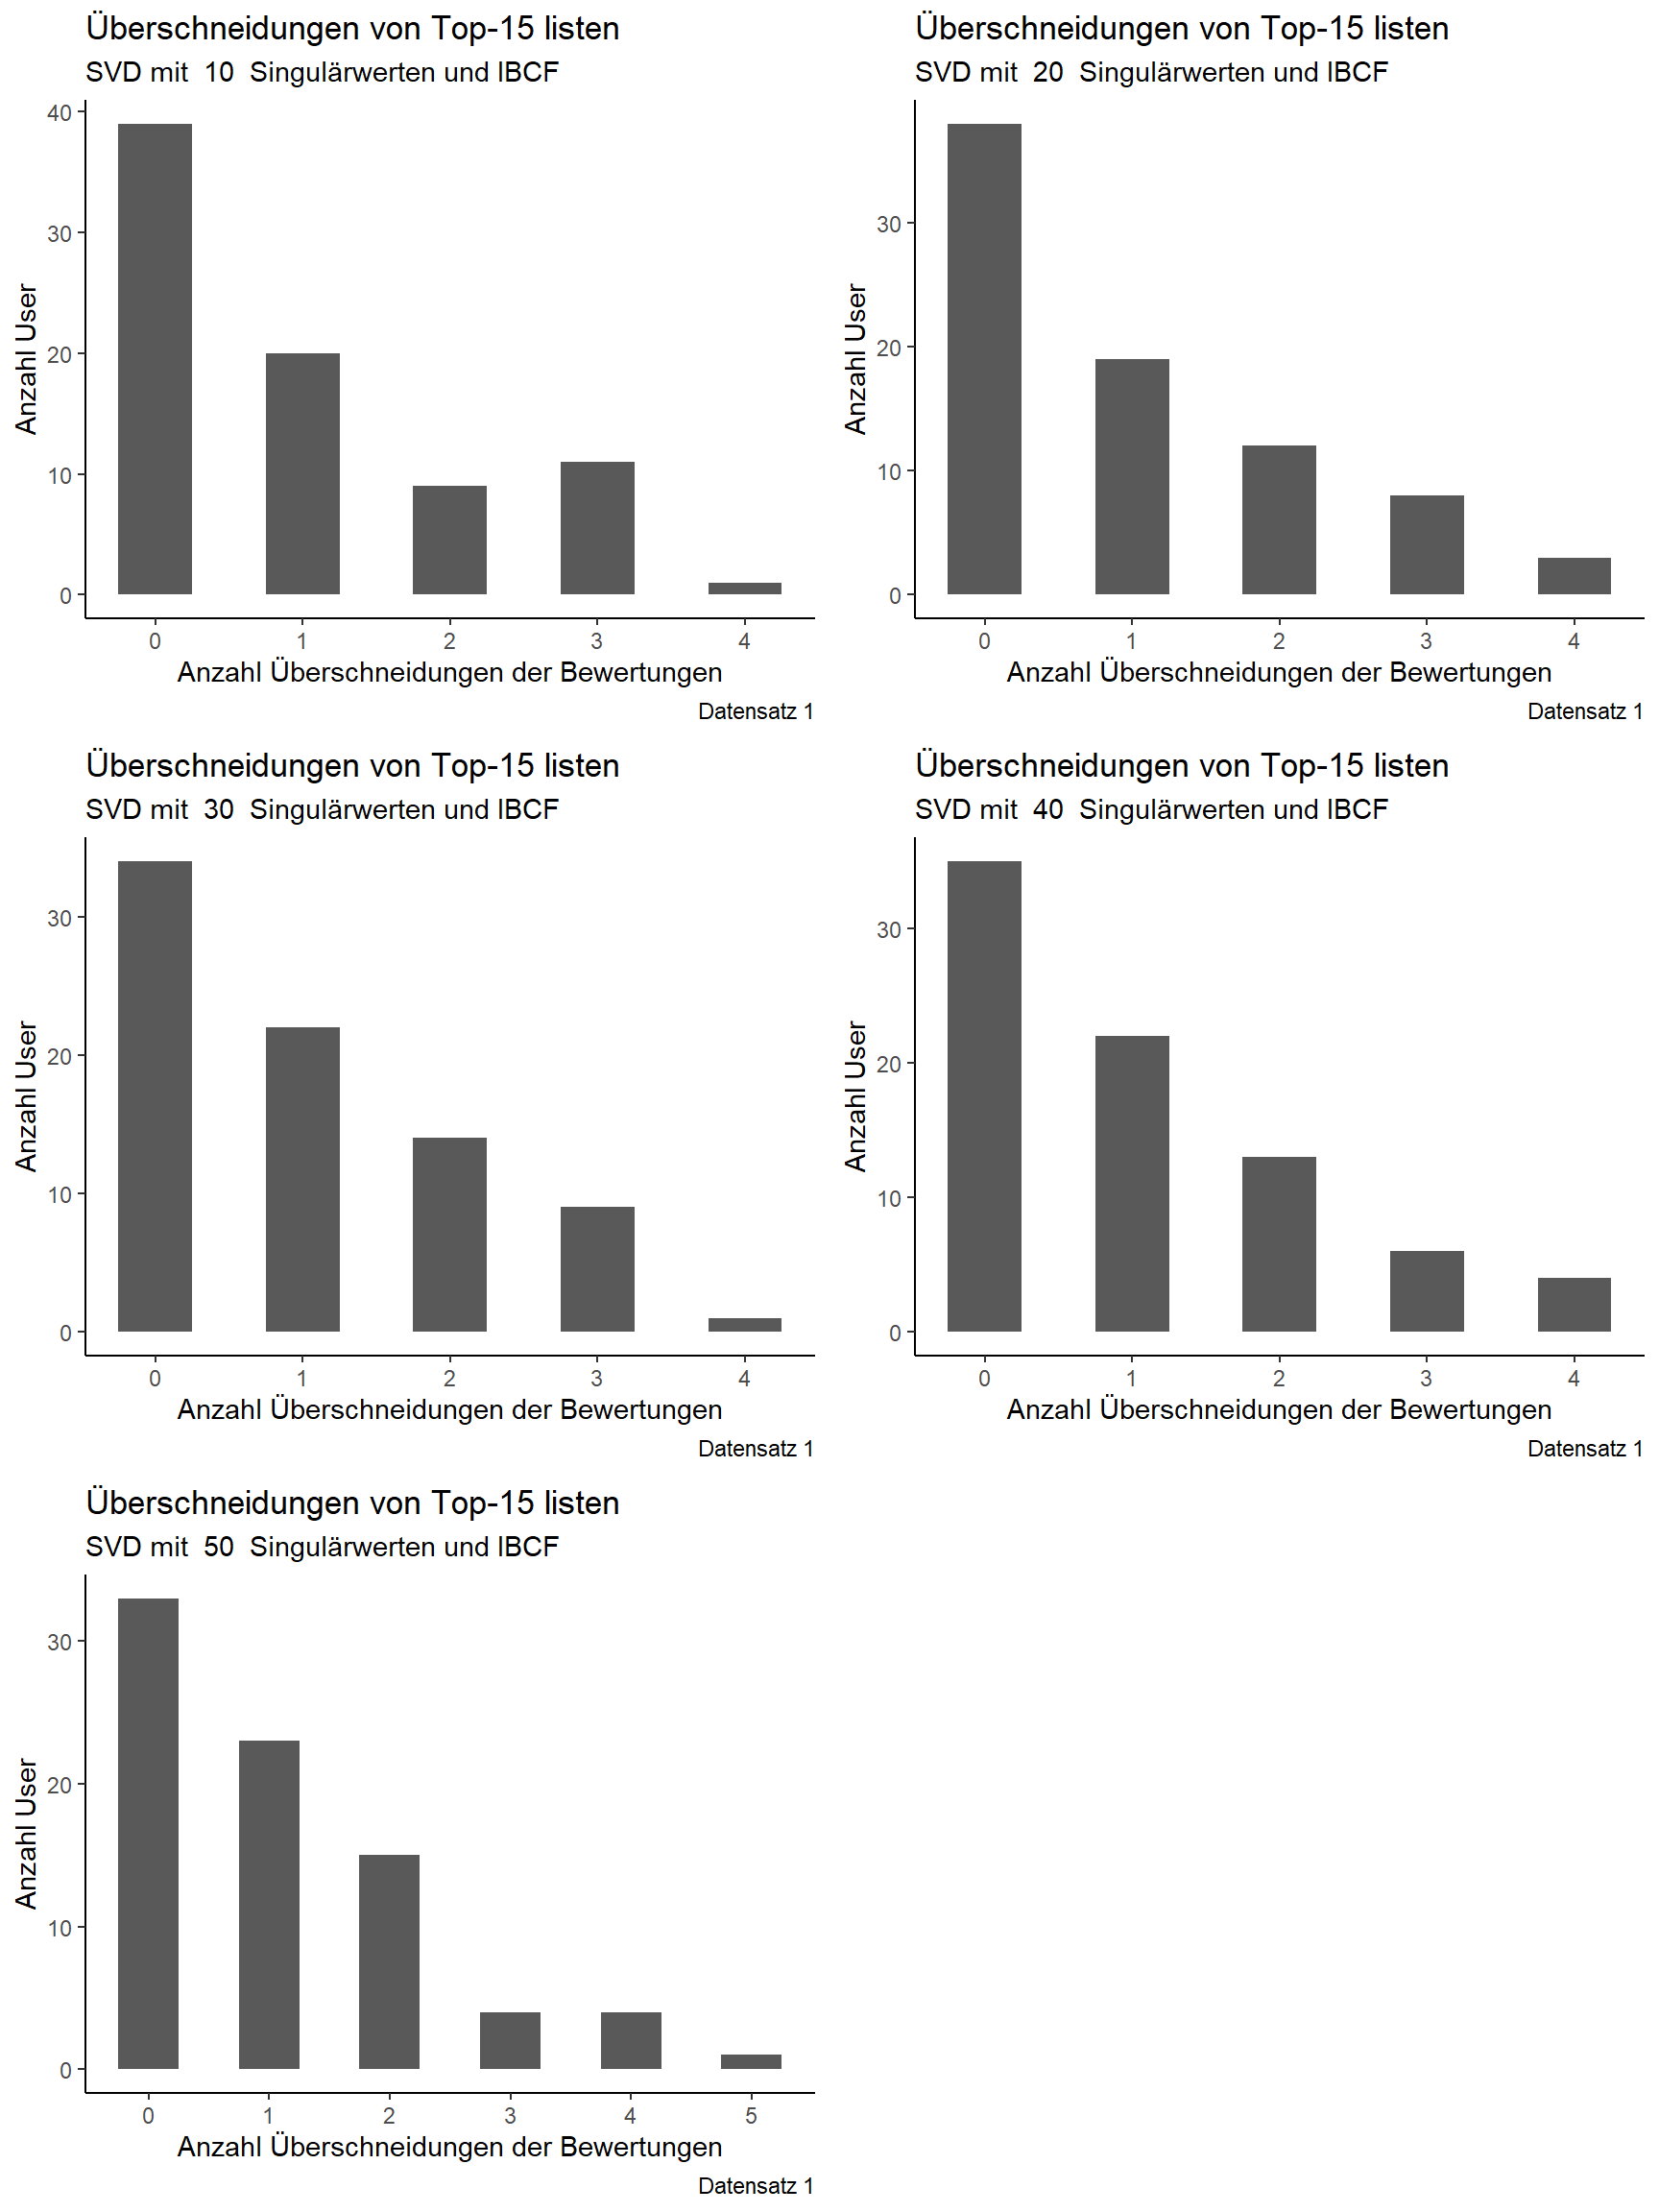 Überschneidungen von Top-15 listen
SVD mit  10  Singulärwerten und IBCF
40
30
20
10
0
Anzahl User
0 1 2 3 4
Anzahl Überschneidungen der Bewertungen
Datensatz 1
Überschneidungen von Top-15 listen
SVD mit  20  Singulärwerten und IBCF
30
20
10
0
Anzahl User
0 1 2 3 4
Anzahl Überschneidungen der Bewertungen
Datensatz 1
Überschneidungen von Top-15 listen
SVD mit  30  Singulärwerten und IBCF
30
20
10
0
Anzahl User
0 1 2 3 4
Anzahl Überschneidungen der Bewertungen
Datensatz 1
Überschneidungen von Top-15 listen
SVD mit  40  Singulärwerten und IBCF
30
20
10
0
Anzahl User
0 1 2 3 4
Anzahl Überschneidungen der Bewertungen
Datensatz 1
Überschneidungen von Top-15 listen
SVD mit  50  Singulärwerten und IBCF
30
20
10
0
Anzahl User
0 1 2 3 4 5
Anzahl Überschneidungen der Bewertungen
Datensatz 1